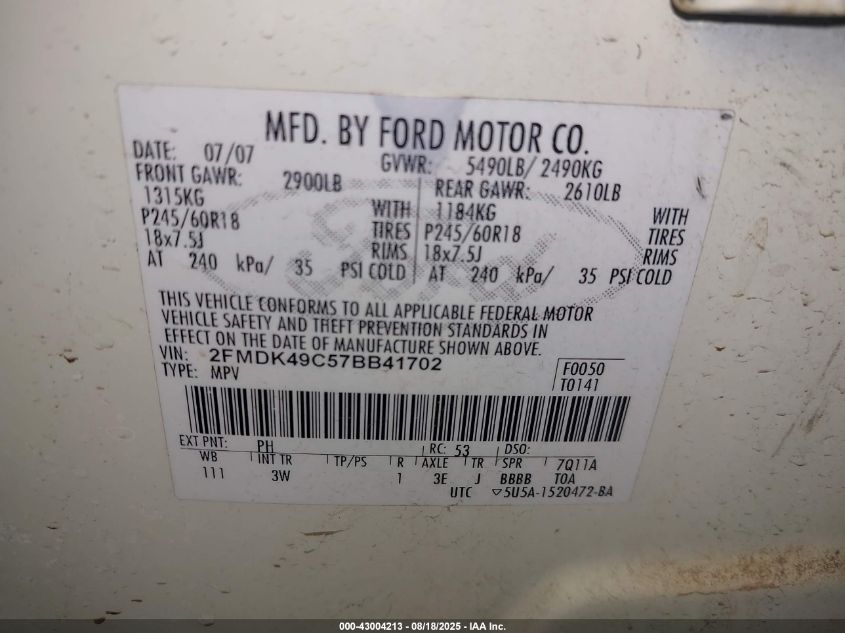 MFD. BY FORD MOTOR CO.
DATE: 07/07 GVWR: 5490LB/ 2490KG
FRONT GAWR: 2900LB REAR GAWR: 2610LB
1315KG WITH 1184KG WITH
P245/60R18 TIRES P245/60R18 TIRES
18x7.5J RIMS 18x7.5J RIMS
AT 240 kPa/ 35 PSI COLD AT 240 kPa/ 35 PSI COLD
THIS VEHICLE CONFORMS TO ALL APPLICABLE FEDERAL MOTOR
VEHICLE SAFETY AND THEFT PREVENTION STANDARDS IN
EFFECT ON THE DATE OF MANUFACTURE SHOWN ABOVE.
VIN: 2FMDK49C57BB41702 F0050
TYPE: MPV T0141
EXT PNT: PH RC: 53 DSO:
WB INT TR TP/PS R AXLE TR SPR 7Q11A
111 3W 1 3E J BBBB T0A
UTC ▽5U5A-1520472-BA
Ford
000-43004213 - 08/18/2025 - IAA Inc.